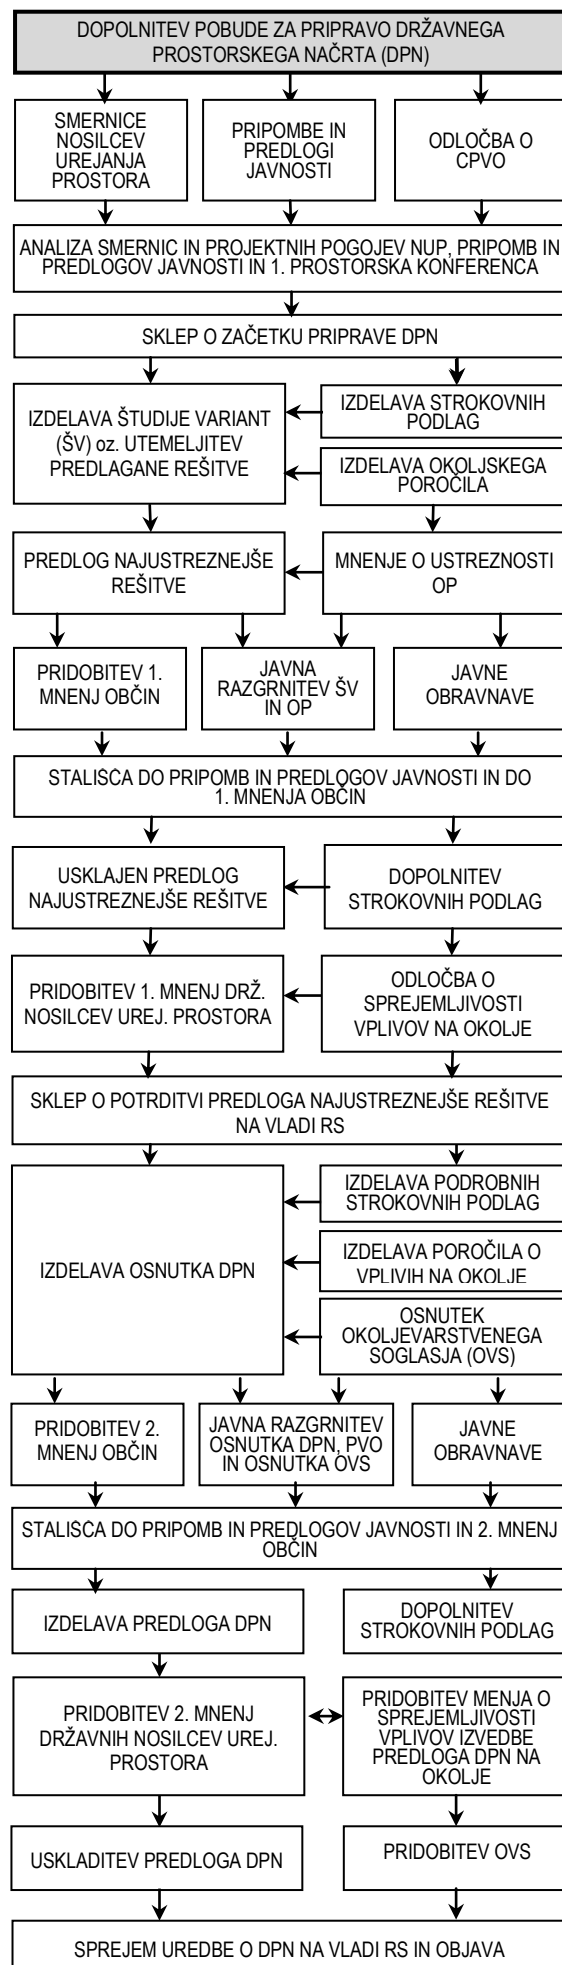 DOPOLNITEV POBUDE ZA PRIPRAVO DRŽAVNEGA
PROSTORSKEGA NAČRTA (DPN)
SMERNICE
NOSILCEV
UREJANJA
PROSTORA
PRIPOMBE IN
PREDLOGI
JAVNOSTI
ODLOČBA O
CPVO
ANALIZA SMERNIC IN PROJEKTNIH POGOJEV NUP, PRIPOMB IN
PREDLOGOV JAVNOSTI IN 1. PROSTORSKA KONFERENCA
SKLEP O ZAČETKU PRIPRAVE DPN
IZDELAVA ŠTUDIJE VARIANT
(ŠV) oz. UTEMELJITEV
PREDLAGANE REŠITVE
IZDELAVA STROKOVNIH
PODLAG
IZDELAVA OKOLJSKEGA
POROČILA
PREDLOG NAJUSTREZNEJŠE
REŠITVE
MNENJE O USTREZNOSTI
OP
PRIDOBITEV 1.
MNENJ OBČIN
JAVNA
RAZGRNITEV ŠV
IN OP
JAVNE
OBRAVNAVE
STALIŠČA DO PRIPOMB IN PREDLOGOV JAVNOSTI IN DO
1. MNENJA OBČIN
USKLAJEN PREDLOG
NAJUSTREZNEJŠE REŠITVE
DOPOLNITEV
STROKOVNIH PODLAG
PRIDOBITEV 1. MNENJ DRŽ.
NOSILCEV UREJ. PROSTORA
ODLOČBA O
SPREJEMLJIVOSTI
VPLIVOV NA OKOLJE
SKLEP O POTRDITVI PREDLOGA NAJUSTREZNEJŠE REŠITVE
NA VLADI RS
IZDELAVA OSNUTKA DPN
IZDELAVA PODROBNIH
STROKOVNIH PODLAG
IZDELAVA POROČILA O
VPLIVIH NA OKOLJE
OSNUTEK
OKOLJEVARSTVENEGA
SOGLASJA (OVS)
PRIDOBITEV 2.
MNENJ OBČIN
JAVNA RAZGRNITEV
OSNUTKA DPN, PVO
IN OSNUTKA OVS
JAVNE
OBRAVNAVE
STALIŠČA DO PRIPOMB IN PREDLOGOV JAVNOSTI IN 2. MNENJ
OBČIN
IZDELAVA PREDLOGA DPN
DOPOLNITEV
STROKOVNIH PODLAG
PRIDOBITEV 2. MNENJ
DRŽAVNIH NOSILCEV UREJ.
PROSTORA
PRIDOBITEV MENJA O
SPREJEMLJIVOSTI
VPLIVOV IZVEDBE
PREDLOGA DPN NA
OKOLJE
USKLADITEV PREDLOGA DPN
PRIDOBITEV OVS
SPREJEM UREDBE O DPN NA VLADI RS IN OBJAVA